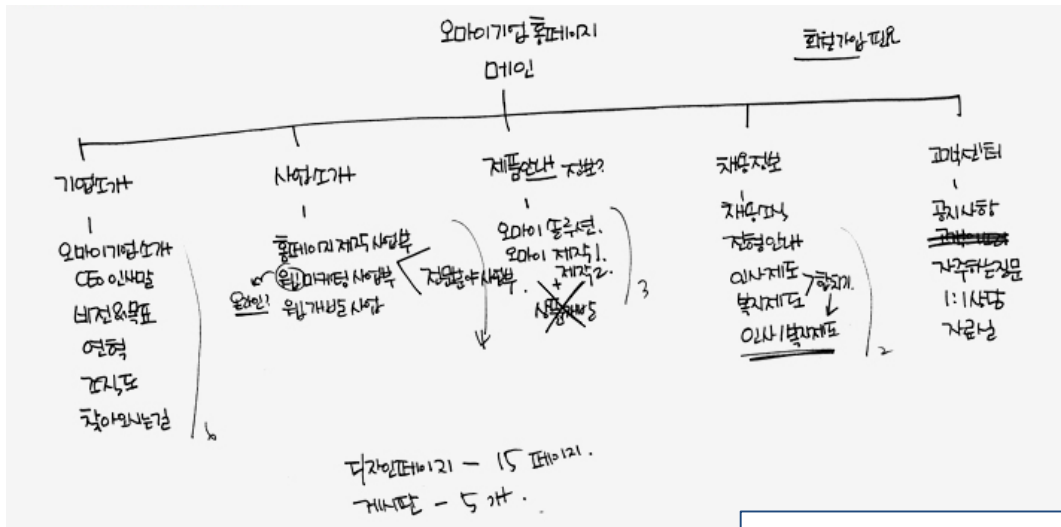 오마이기업 홈페이지
메인
회원가입 필요
기업소개
오마이기업소개
CEO 인사말
비전&목표
연혁
조직도
찾아오시는길
6
사업소개
홈페이지 제작 사업부
웹마케팅 사업부
온라인?
웹개발도 사업
전문분야 사업부
제품안내 정보?
오마이 솔루션.
오마이 제작1.
제작2.
+
3
채용정보
전형안내
인사제도
복지제도
합치기.
인사/복지제도
2
고객센터
공지사항
자주하는질문
1:1상담
자료실
디자인페이지 - 15 페이지.
게시판 - 5개.